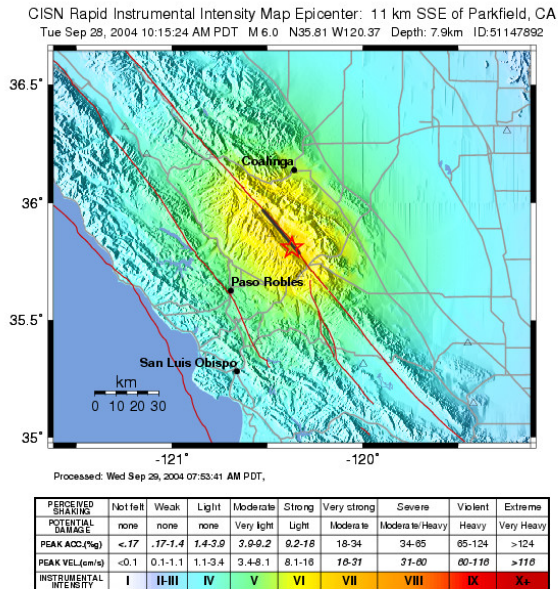 CISN Rapid Instrumental Intensity Map Epicenter: 11 km SSE of Parkfield, CA
Tue Sep 28, 2004 10:15:24 AM PDT M 6.0 N35.81 W120.37 Depth: 7.9km ID:51147892
36.5°
Coalinga
36°
Paso Robles
35.5°
San Luis Obispo
km
0 10 20 30
35°
-121° -120°
Processed: Wed Sep 29, 2004 07:53:41 AM PDT,
PERCEIVED SHAKING Not felt Weak Light Moderate Strong Very strong Severe Violent Extreme
POTENTIAL DAMAGE none none none Very light Light Moderate Moderate/Heavy Heavy Very Heavy
PEAK ACC.(%g) <.17 .17-1.4 1.4-3.9 3.9-9.2 9.2-18 18-34 34-65 65-124 >124
PEAK VEL.(cm/s) <0.1 0.1-1.1 1.1-3.4 3.4-8.1 8.1-16 16-31 31-60 60-116 >116
INSTRUMENTAL INTENSITY I II-III IV V VI VII VIII IX X+